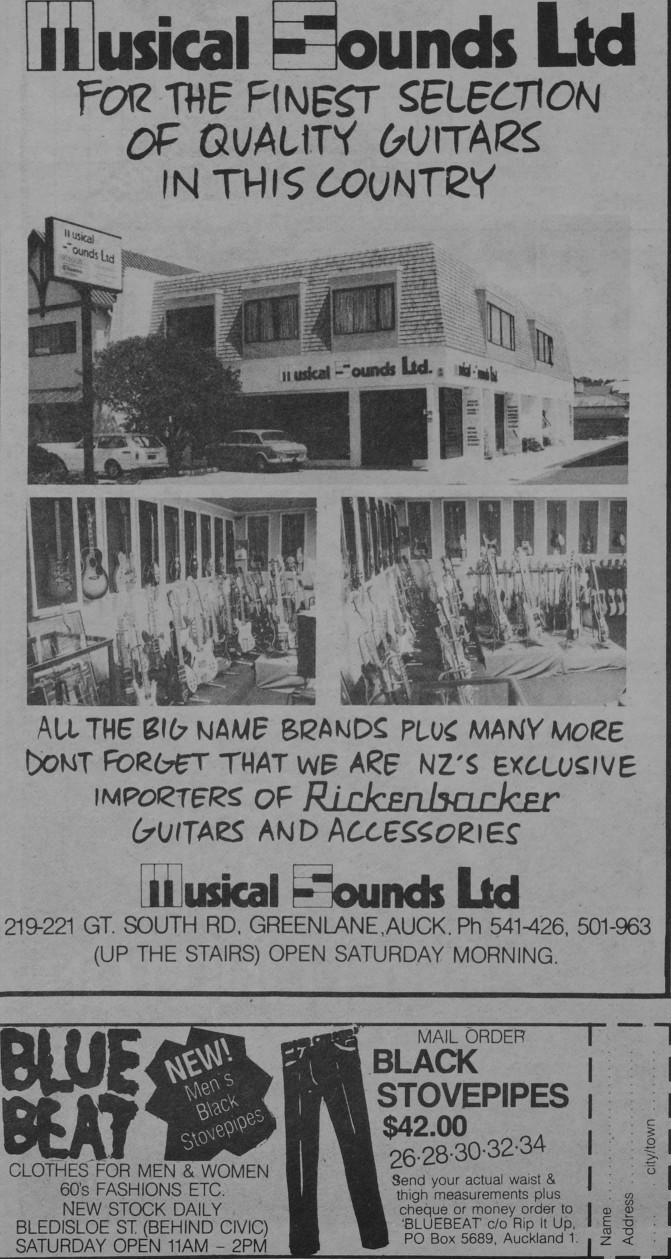 Musical Sounds Ltd
FOR THE FINEST SELECTION
OF QUALITY GUITARS
IN THIS COUNTRY
Musical
Sounds Ltd
Musical Sounds Ltd.
Musical Sounds Ltd.
ALL THE BIG NAME BRANDS PLUS MANY MORE
DONT FORGET THAT WE ARE NZ'S EXCLUSIVE
IMPORTERS OF Rickenbacker
GUITARS AND ACCESSORIES
Musical Sounds Ltd
219-221 GT. SOUTH RD, GREENLANE,AUCK. Ph 541-426, 501-963
(UP THE STAIRS) OPEN SATURDAY MORNING.
BLUE
BEAT
NEW!
Men's
Black
Stovepipes
CLOTHES FOR MEN & WOMEN
60's FASHIONS ETC.
NEW STOCK DAILY
BLEDISLOE ST. (BEHIND CIVIC)
SATURDAY OPEN 11AM – 2PM
MAIL ORDER
BLACK
STOVEPIPES
$42.00
26·28·30·32·34
Send your actual waist &
thigh measurements plus
cheque or money order to
'BLUEBEAT' c/o Rip It Up,
PO Box 5689, Auckland 1.
Name
Address
city/town